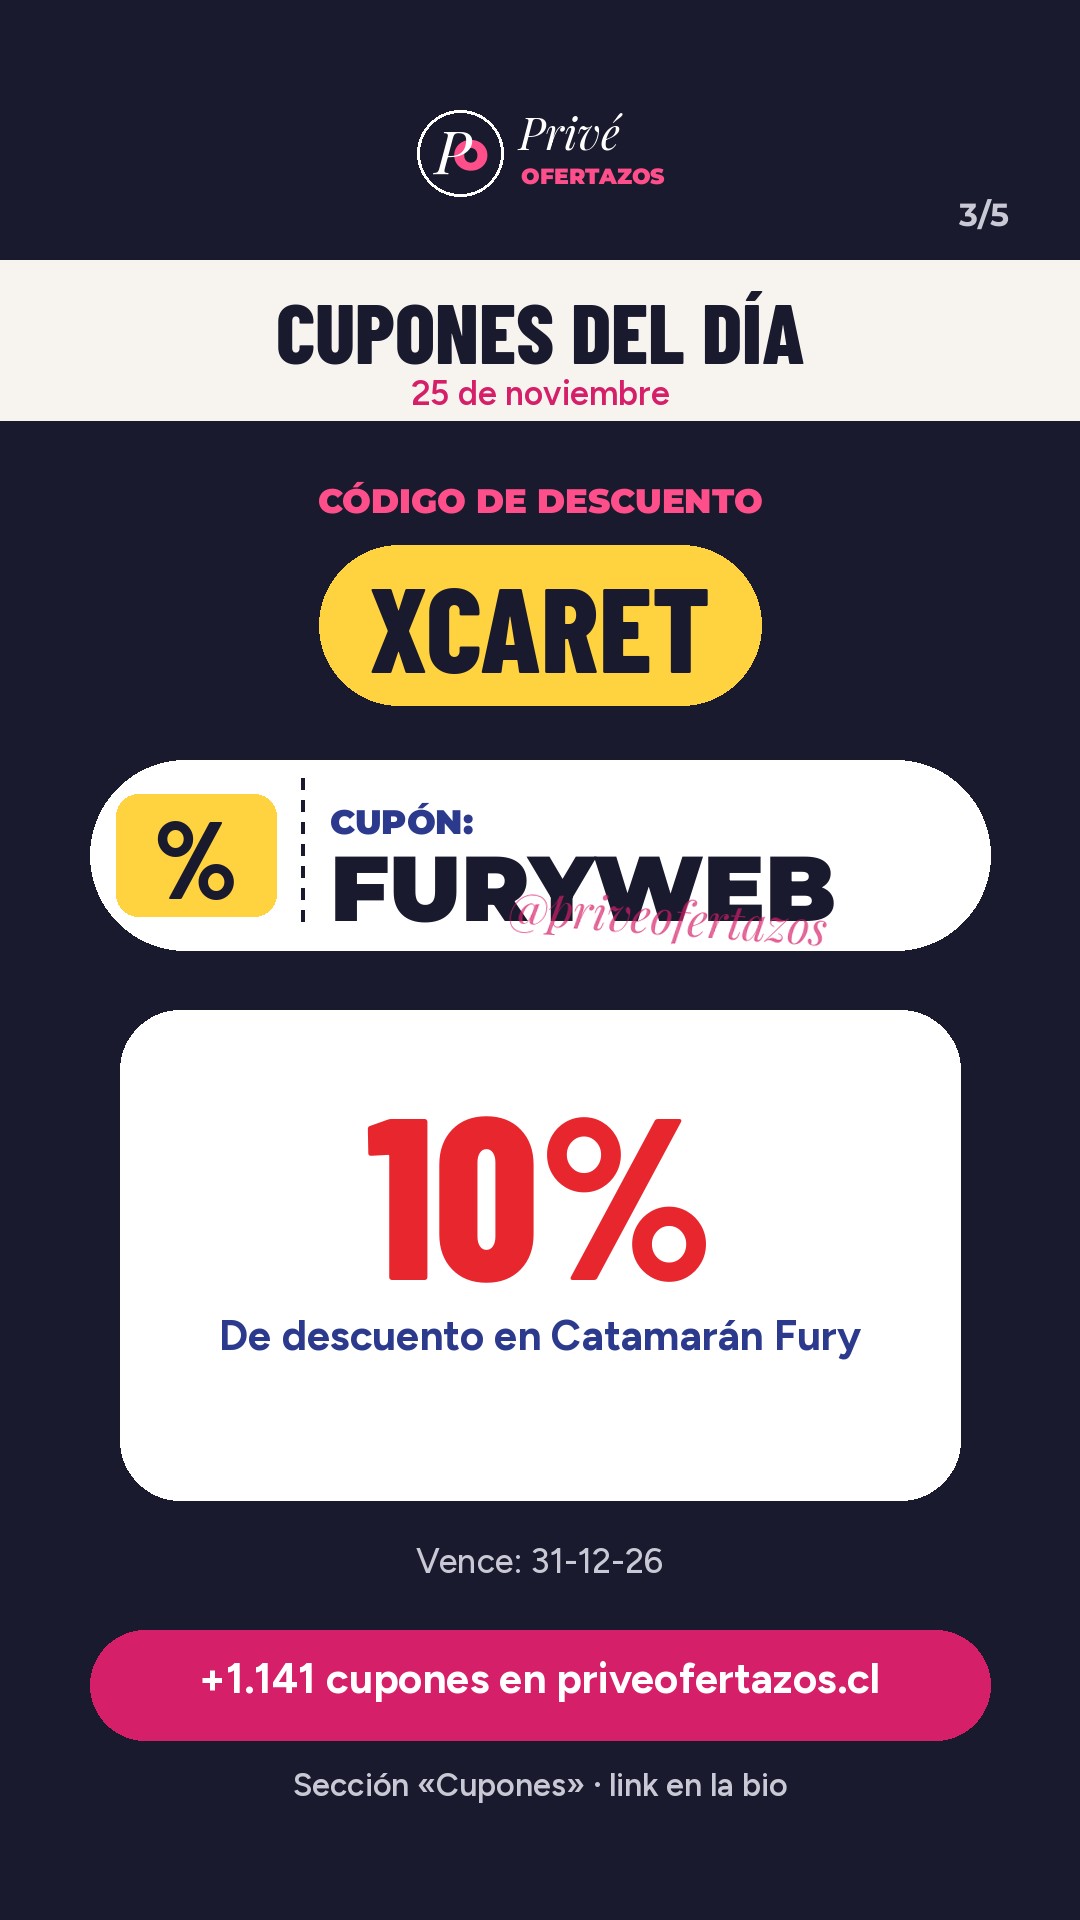 Po
Privé
OFERTAZOS
3/5
CUPONES DEL DÍA
25 de noviembre
CÓDIGO DE DESCUENTO
XCARET
%
CUPÓN:
FURYWEB
@priveofertazos
10%
De descuento en Catamarán Fury
Vence: 31-12-26
+1.141 cupones en priveofertazos.cl
Sección «Cupones» · link en la bio